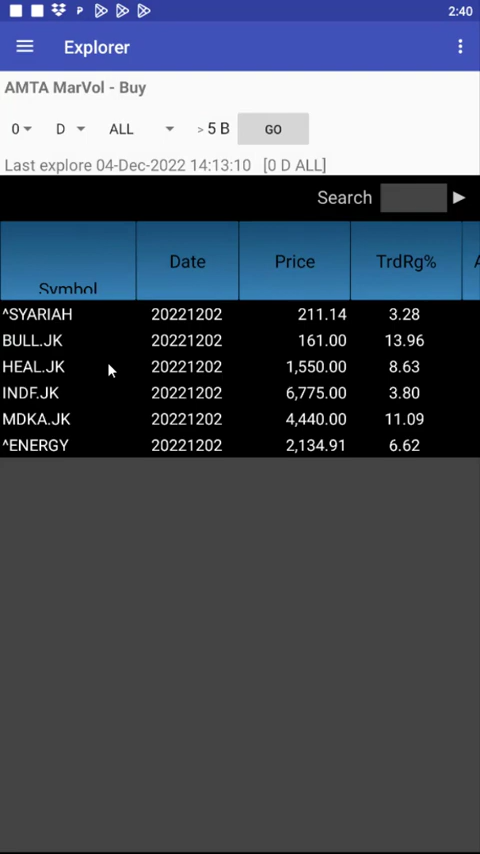 2:40
Explorer
AMTA MarVol - Buy
0 D ALL > 5 B GO
Last explore 04-Dec-2022 14:13:10 [0 D ALL]
Search
Symbol Date Price TrdRg%
^SYARIAH 20221202 211.14 3.28
BULL.JK 20221202 161.00 13.96
HEAL.JK 20221202 1,550.00 8.63
INDF.JK 20221202 6,775.00 3.80
MDKA.JK 20221202 4,440.00 11.09
^ENERGY 20221202 2,134.91 6.62